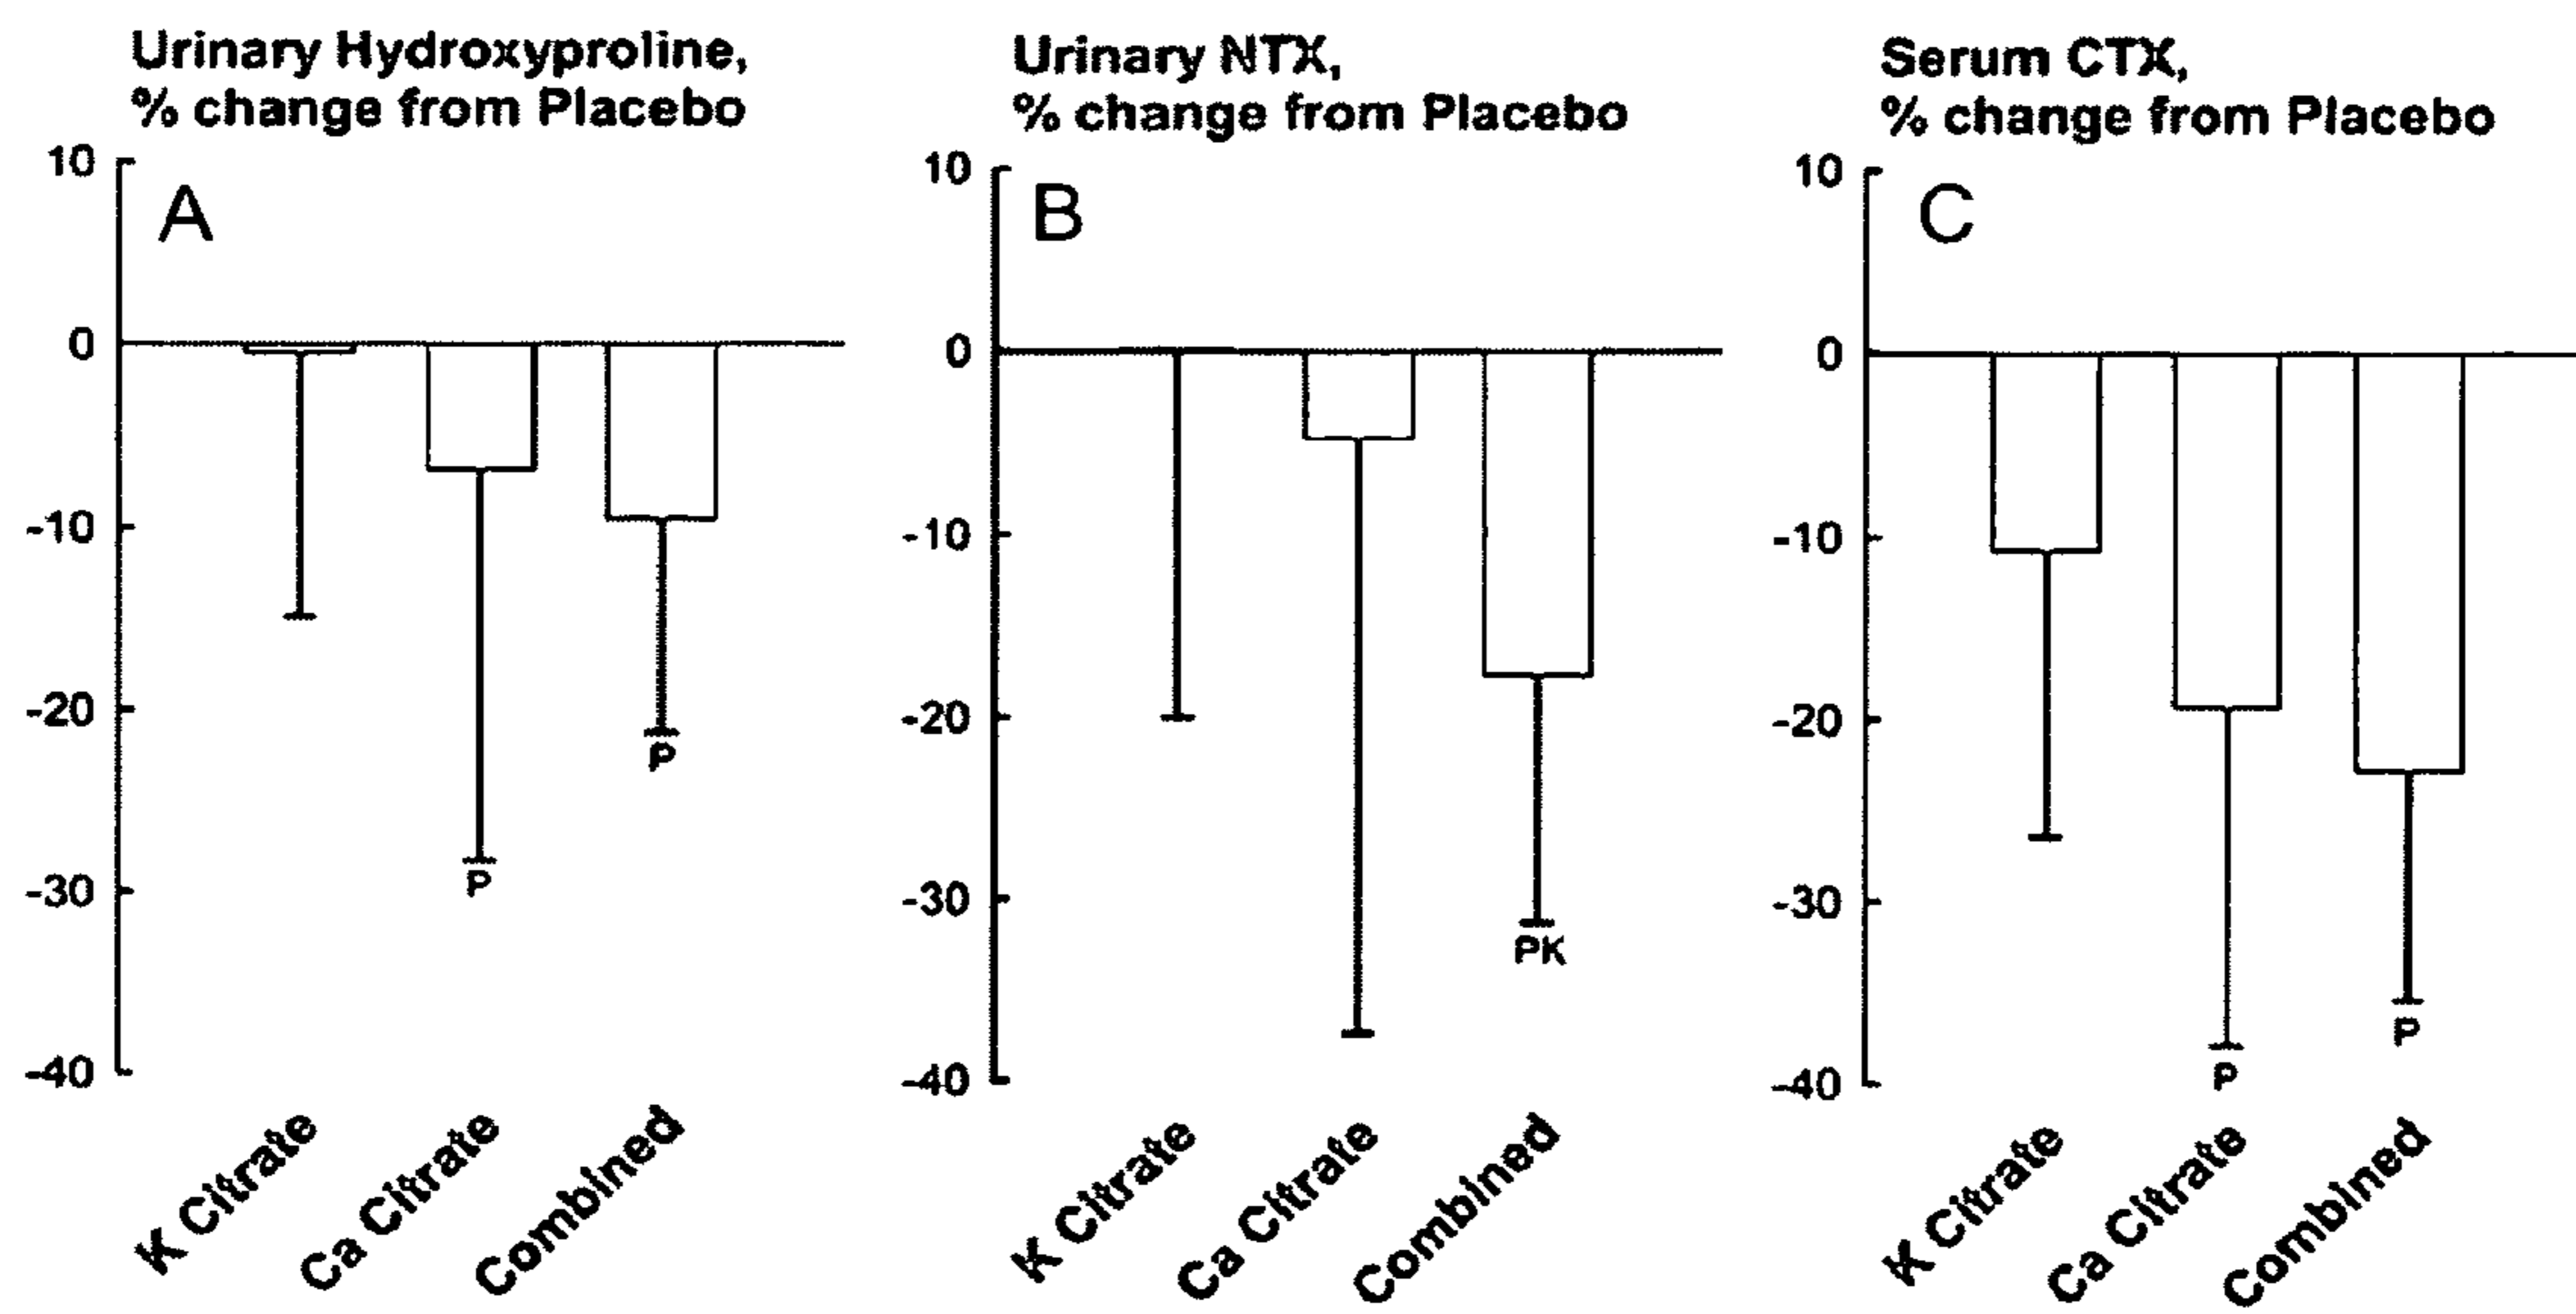 Urinary Hydroxyproline,
% change from Placebo
10
A
0
-10
-20
-30
-40
P
P
K Citrate
Ca Citrate
Combined
Urinary NTX,
% change from Placebo
10
B
0
-10
-20
-30
-40
PK
K Citrate
Ca Citrate
Combined
Serum CTX,
% change from Placebo
10
C
0
-10
-20
-30
-40
P
P
K Citrate
Ca Citrate
Combined